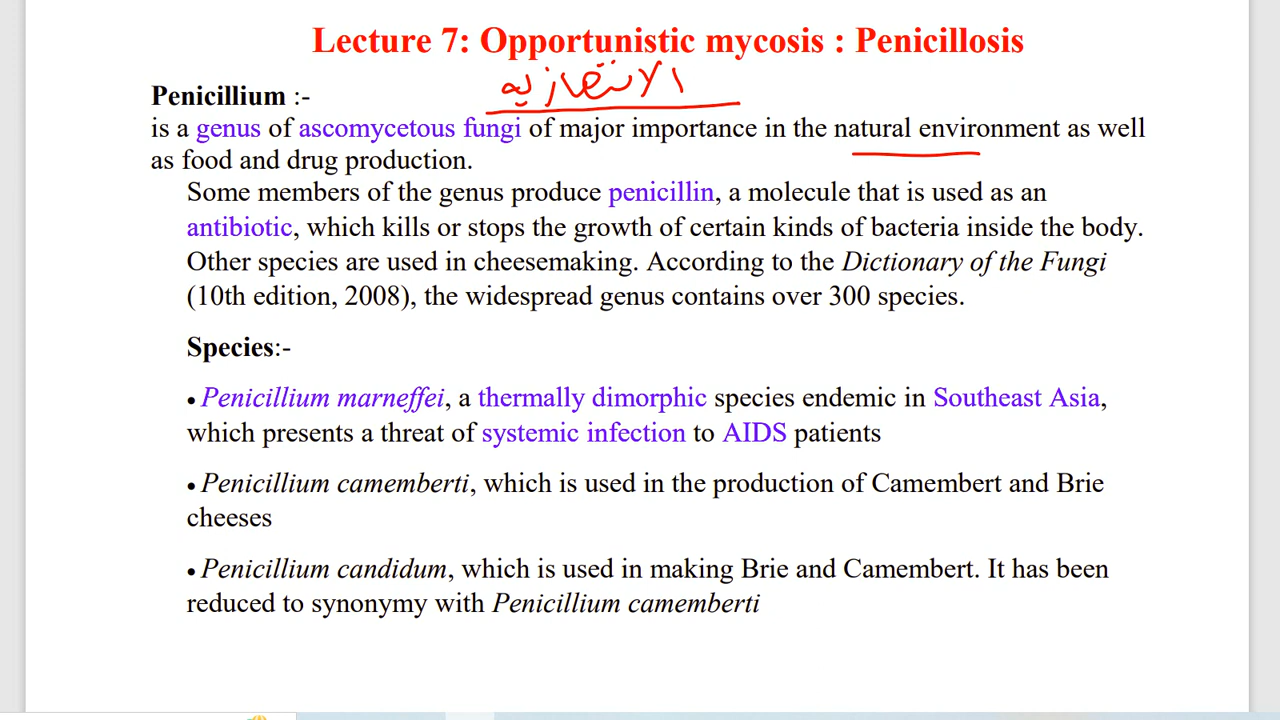 Lecture 7: Opportunistic mycosis : Penicillosis
الانتهازية
Penicillium :-
is a genus of ascomycetous fungi of major importance in the natural environment as well
as food and drug production.
Some members of the genus produce penicillin, a molecule that is used as an
antibiotic, which kills or stops the growth of certain kinds of bacteria inside the body.
Other species are used in cheesemaking. According to the Dictionary of the Fungi
(10th edition, 2008), the widespread genus contains over 300 species.
Species:-
• Penicillium marneffei, a thermally dimorphic species endemic in Southeast Asia,
which presents a threat of systemic infection to AIDS patients
• Penicillium camemberti, which is used in the production of Camembert and Brie
cheeses
• Penicillium candidum, which is used in making Brie and Camembert. It has been
reduced to synonymy with Penicillium camemberti